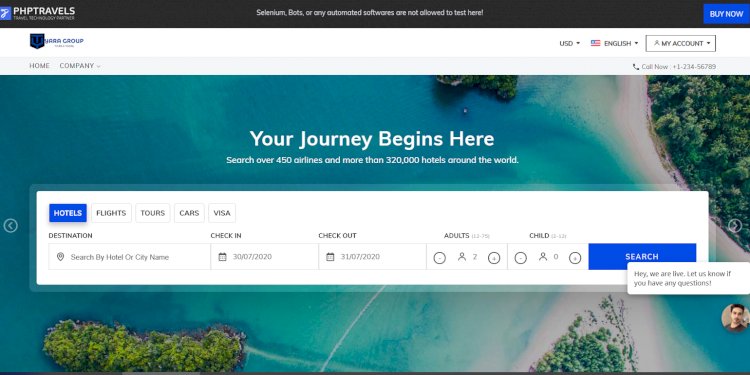 PHPTRAVELS
TRAVEL TECHNOLOGY PARTNER
Selenium, Bots, or any automated softwares are not allowed to test here!
BUY NOW
YARA GROUP
USD
ENGLISH
MY ACCOUNT
HOME COMPANY
Call Now : +1-234-56789
Your Journey Begins Here
Search over 450 airlines and more than 320,000 hotels around the world.
HOTELS FLIGHTS TOURS CARS VISA
DESTINATION CHECK IN CHECK OUT ADULTS (12-75) CHILD (2-12)
Search By Hotel Or City Name 30/07/2020 31/07/2020 - 2 + - 0 + SEARCH
Hey, we are live. Let us know if
you have any questions!